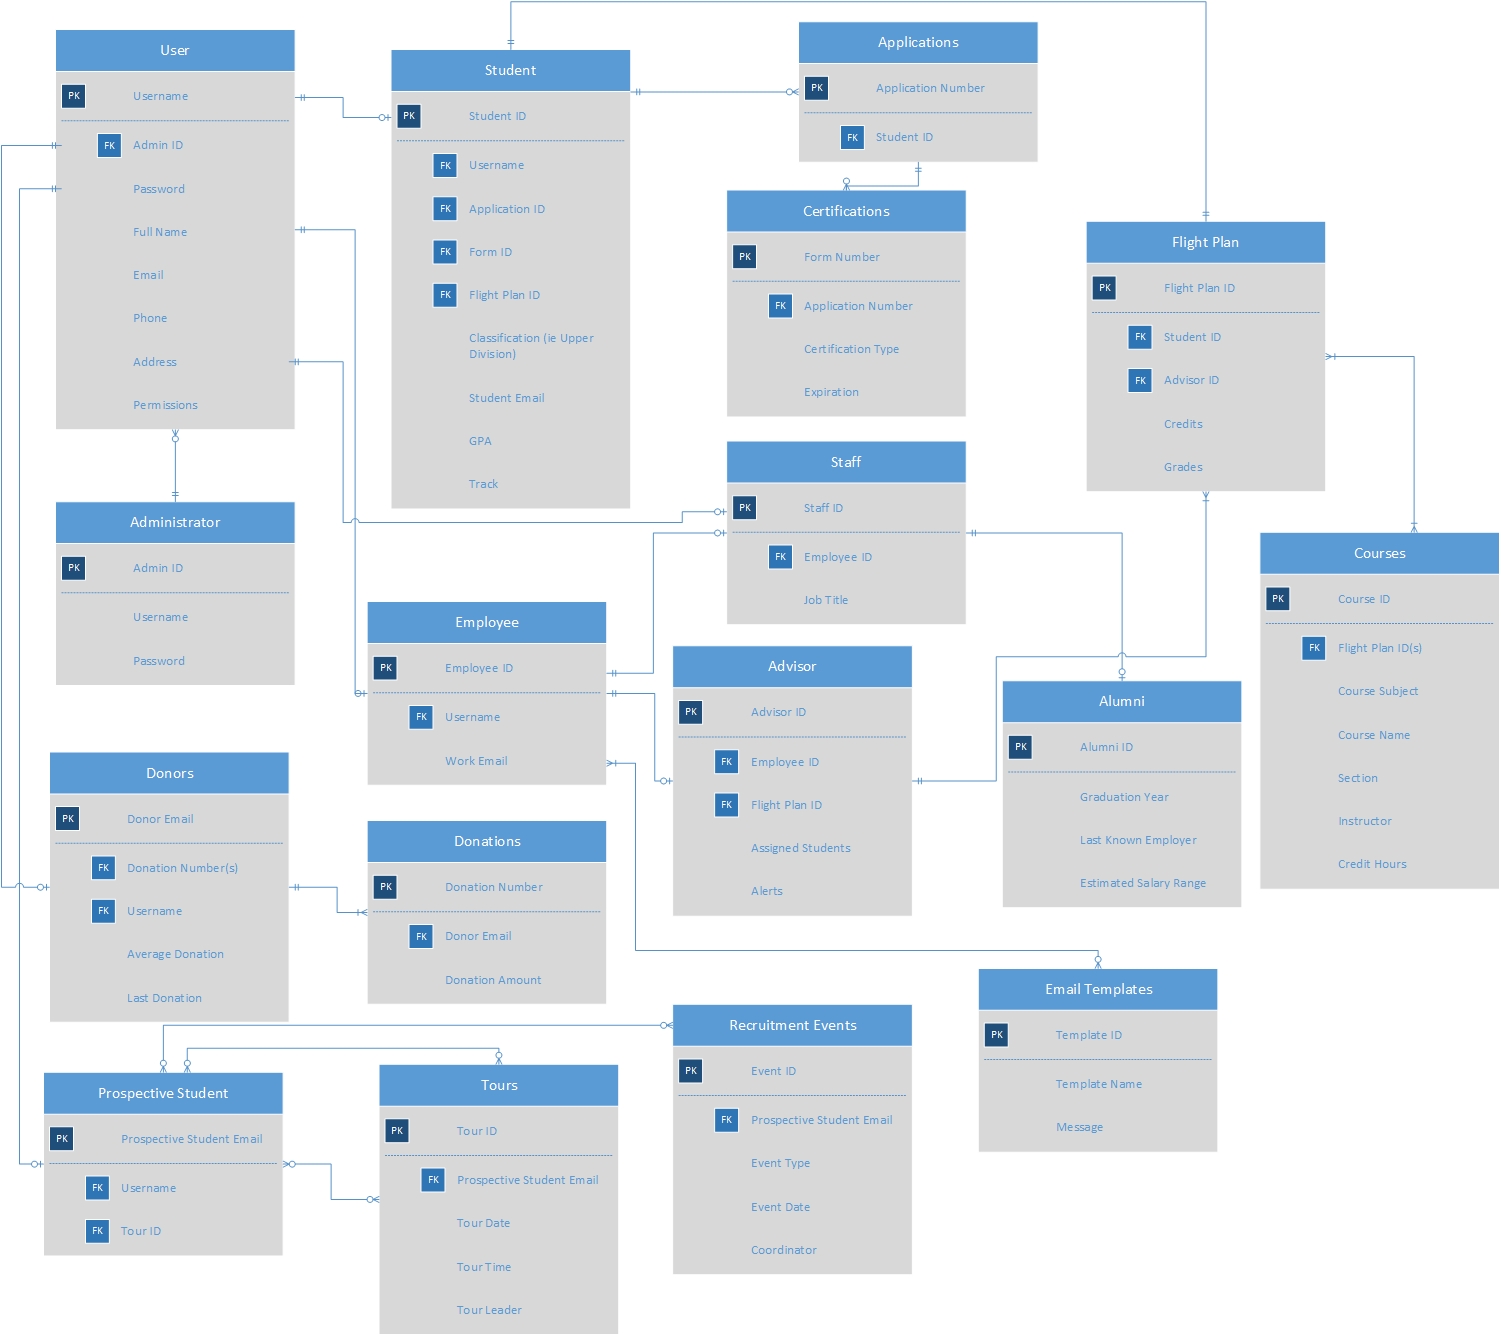 User
PK Username
FK Admin ID
Password
Full Name
Email
Phone
Address
Permissions
Student
PK Student ID
FK Username
FK Application ID
FK Form ID
FK Flight Plan ID
Classification (ie Upper
Division)
Student Email
GPA
Track
Applications
PK Application Number
FK Student ID
Certifications
PK Form Number
FK Application Number
Certification Type
Expiration
Flight Plan
PK Flight Plan ID
FK Student ID
FK Advisor ID
Credits
Grades
Administrator
PK Admin ID
Username
Password
Staff
PK Staff ID
FK Employee ID
Job Title
Courses
PK Course ID
FK Flight Plan ID(s)
Course Subject
Course Name
Section
Instructor
Credit Hours
Employee
PK Employee ID
FK Username
Work Email
Advisor
PK Advisor ID
FK Employee ID
FK Flight Plan ID
Assigned Students
Alerts
Alumni
PK Alumni ID
Graduation Year
Last Known Employer
Estimated Salary Range
Donors
PK Donor Email
FK Donation Number(s)
FK Username
Average Donation
Last Donation
Donations
PK Donation Number
FK Donor Email
Donation Amount
Email Templates
PK Template ID
Template Name
Message
Recruitment Events
PK Event ID
FK Prospective Student Email
Event Type
Event Date
Coordinator
Prospective Student
PK Prospective Student Email
FK Username
FK Tour ID
Tours
PK Tour ID
FK Prospective Student Email
Tour Date
Tour Time
Tour Leader